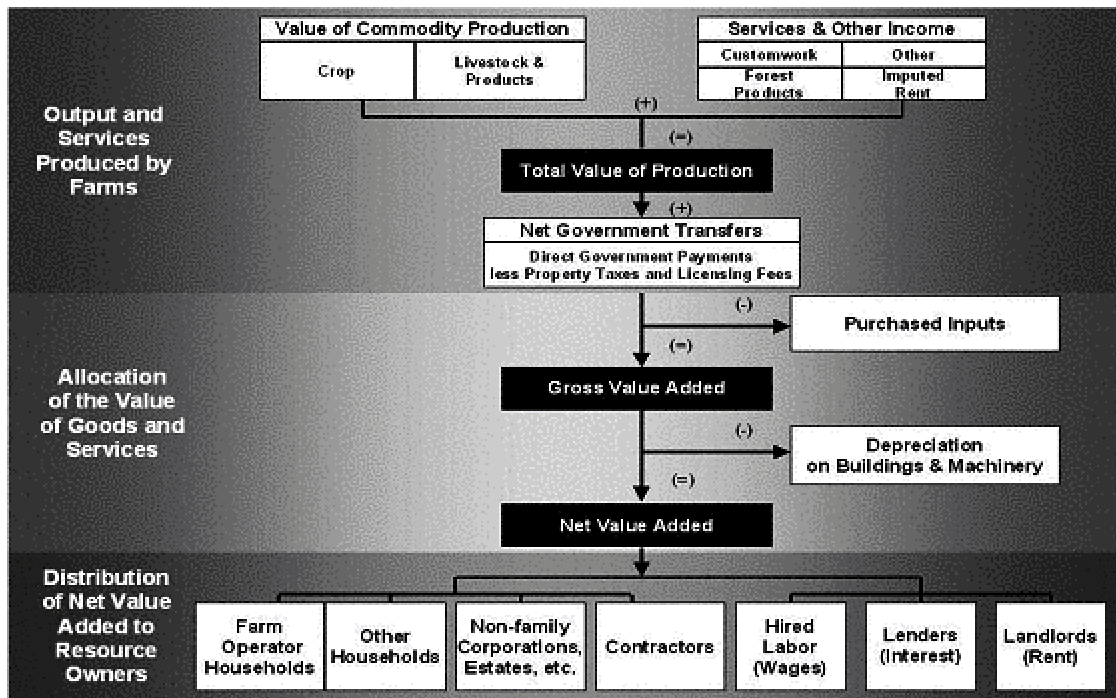 Value of Commodity Production
Crop
Livestock &
Products
Services & Other Income
Customwork
Other
Forest
Products
Imputed
Rent
(+)
(=)
Output and
Services
Produced by
Farms
Total Value of Production
(+)
Net Government Transfers
Direct Government Payments
less Property Taxes and Licensing Fees
(-)
Purchased Inputs
(=)
Allocation
of the Value
of Goods and
Services
Gross Value Added
(-)
Depreciation
on Buildings & Machinery
(=)
Net Value Added
Distribution
of Net Value
Added to
Resource
Owners
Farm
Operator
Households
Other
Households
Non-family
Corporations,
Estates, etc.
Contractors
Hired
Labor
(Wages)
Lenders
(Interest)
Landlords
(Rent)